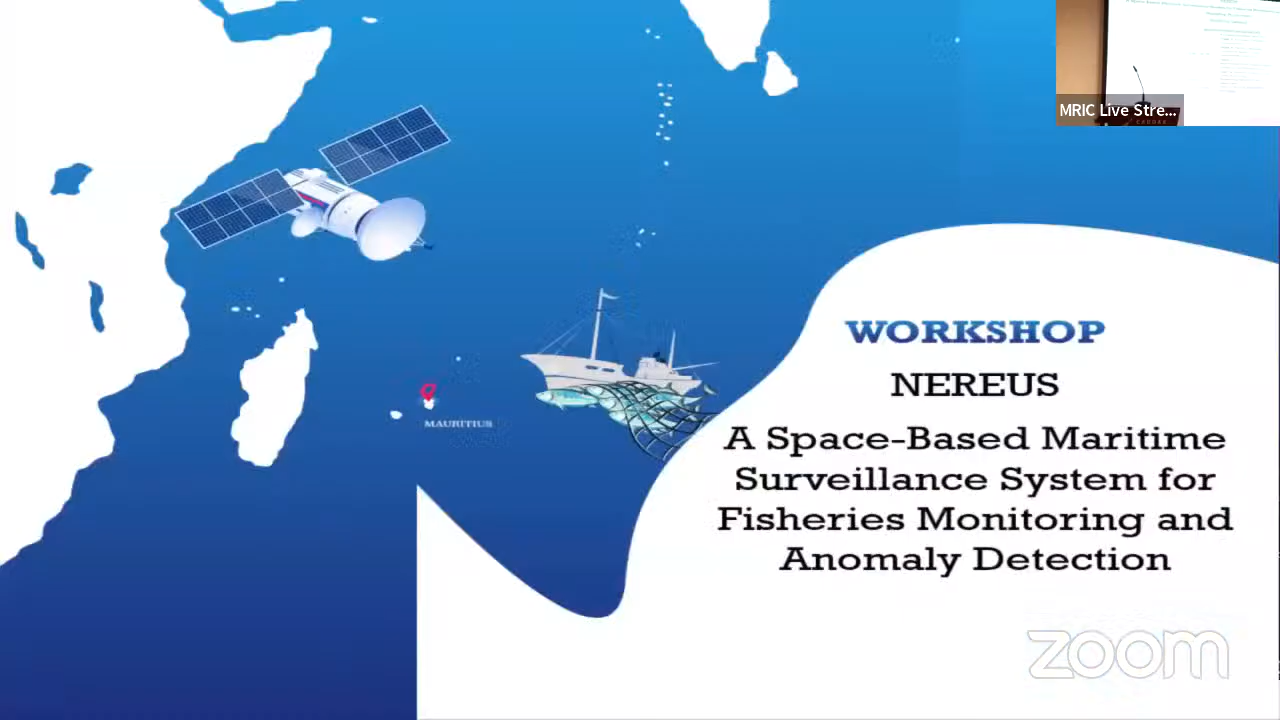 MRIC Live Stre...
WORKSHOP
NEREUS
A Space-Based Maritime
Surveillance System for
Fisheries Monitoring and
Anomaly Detection
MAURITIUS
zoom